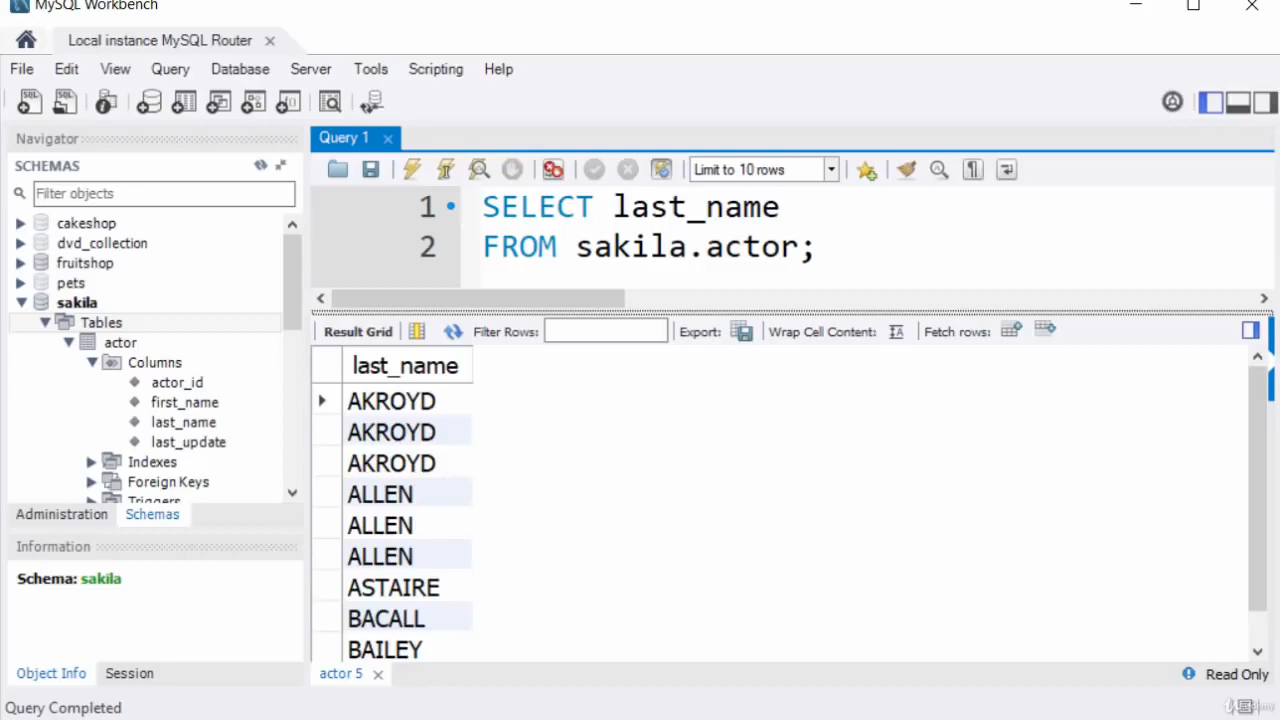 MySQL Workbench
Local instance MySQL Router
File Edit View Query Database Server Tools Scripting Help
Navigator
SCHEMAS
Filter objects
cakeshop
dvd_collection
fruitshop
pets
sakila
Tables
actor
Columns
actor_id
first_name
last_name
last_update
Indexes
Foreign Keys
Triggers
Administration Schemas
Information
Schema: sakila
Object Info Session
Query Completed
Query 1
Limit to 10 rows
1 SELECT last_name
2 FROM sakila.actor;
Result Grid Filter Rows: Export: Wrap Cell Content: Fetch rows:
last_name
AKROYD
AKROYD
AKROYD
ALLEN
ALLEN
ALLEN
ASTAIRE
BACALL
BAILEY
actor 5
Read Only